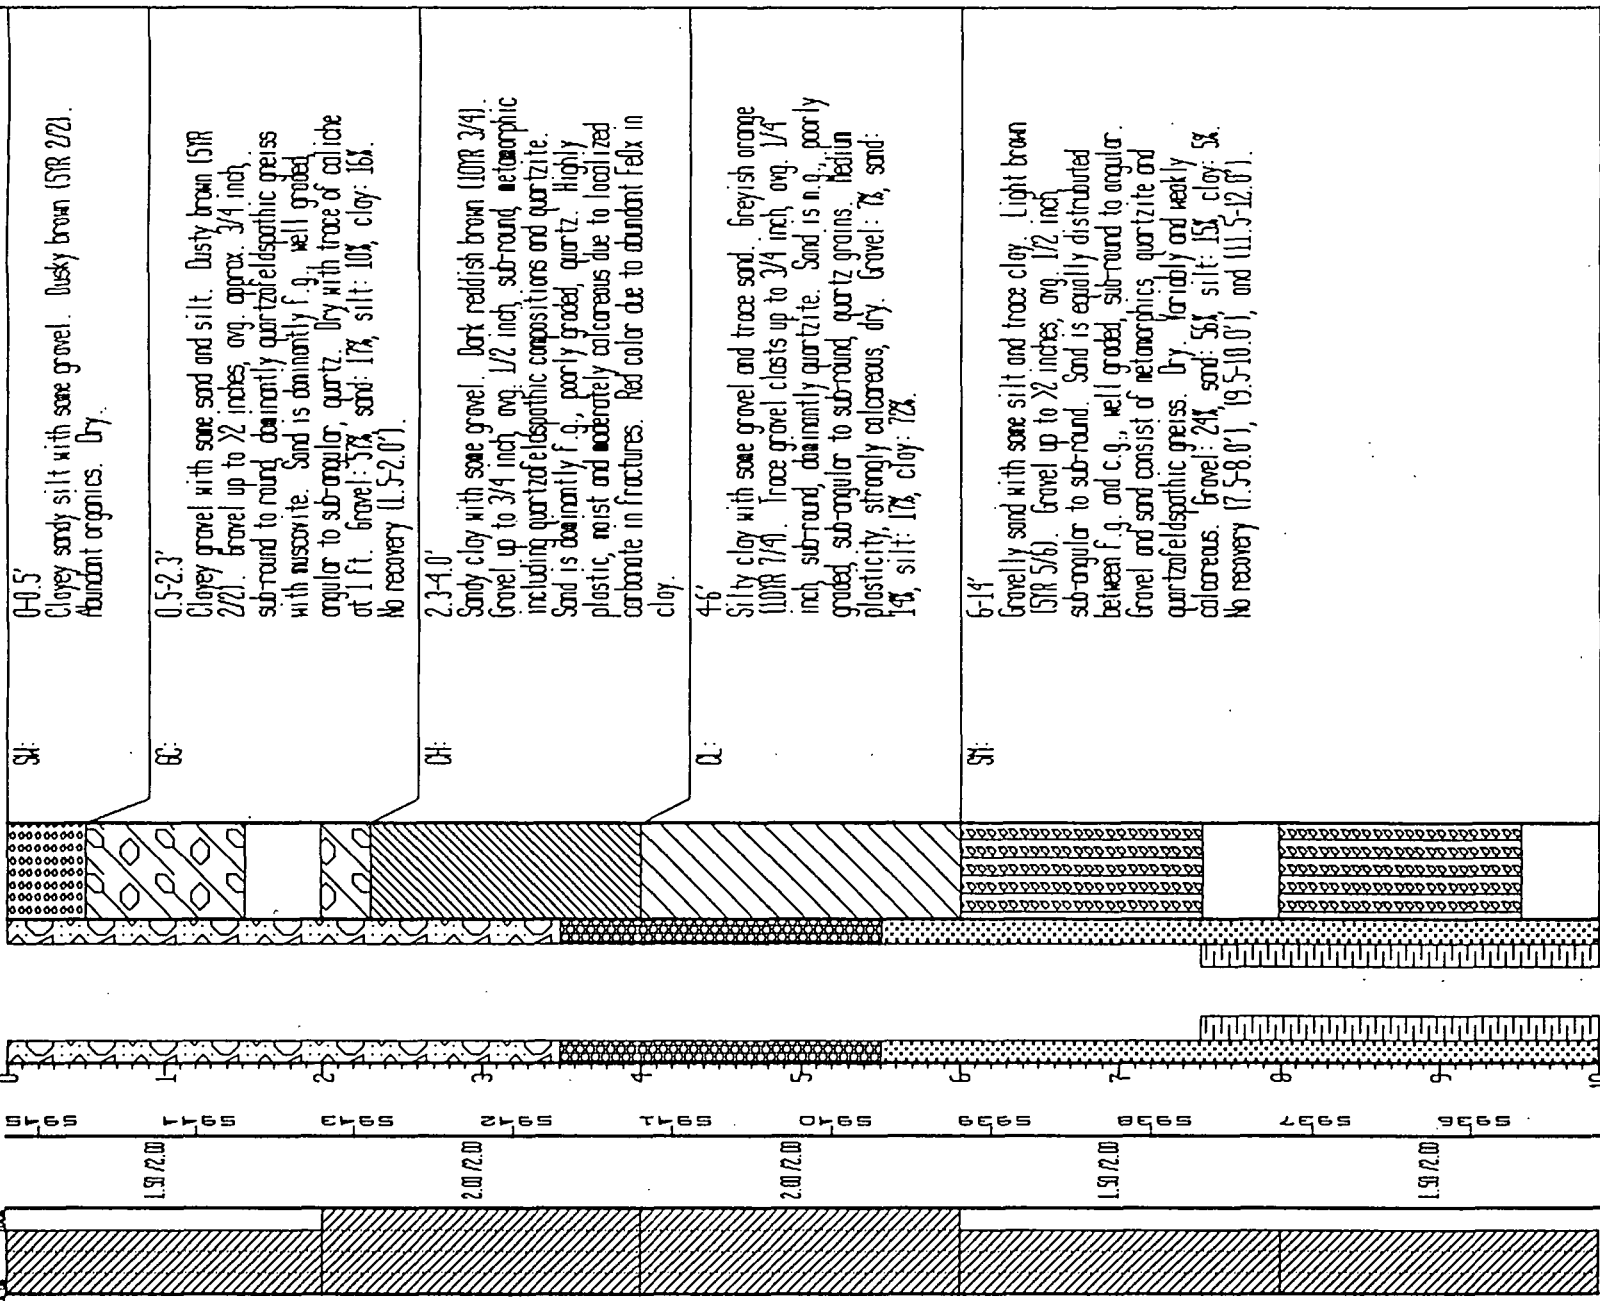 SW:
0-0.5'
Clayey sandy silt with some gravel. Dusky brown (5YR 2/2).
Abundant organics. Dry.
GC:
0.5-2.3'
Clayey gravel with some sand and silt. Dusty brown (5YR
2/2). Gravel up to >2 inches, avg. approx. 3/4 inch,
sub-round to round, dominantly quartzofeldspathic gneiss
with muscovite. Sand is dominantly f.g., well graded,
angular to sub-angular, quartz. Dry with trace of caliche
at 1 ft. Gravel: 57%, sand: 17%, silt: 10%, clay: 16%.
No recovery (1.5-2.0').
CH:
2.3-4.0'
Sandy clay with some gravel. Dark reddish brown (10YR 3/4).
Gravel up to 3/4 inch, avg. 1/2 inch, sub-round, metamorphic
including quartzofeldspathic compositions and quartzite.
Sand is dominantly f.g., poorly graded, quartz. Highly
plastic, moist and moderately calcareous due to localized
carbonate in fractures. Red color due to abundant FeOx in
clay.
CL:
4-6'
Silty clay with some gravel and trace sand. Greyish orange
(10YR 7/4). Trace gravel clasts up to 3/4 inch, avg. 1/4
inch, sub-round, dominantly quartzite. Sand is m.g., poorly
graded, sub-angular to sub-round, quartz grains. Medium
plasticity, strongly calcareous, dry. Gravel: 7%, sand:
14%, silt: 17%, clay: 72%.
SM:
6-14'
Gravelly sand with some silt and trace clay. Light brown
(5YR 5/6). Gravel up to >2 inches, avg. 1/2 inch,
sub-angular to sub-round. Sand is equally distributed
between f.g. and c.g., well graded, sub-round to angular.
Gravel and sand consist of metamorphics quartzite and
quartzofeldspathic gneiss. Dry. Variably and weakly
calcareous. Gravel: 24%, sand: 56%, silt: 15%, clay: 5%.
No recovery (7.5-8.0'), (9.5-10.0'), and (11.5-12.0').
0
1
2
3
4
5
6
7
8
9
10
1.50/2.00
2.00/2.00
2.00/2.00
1.50/2.00
1.50/2.00